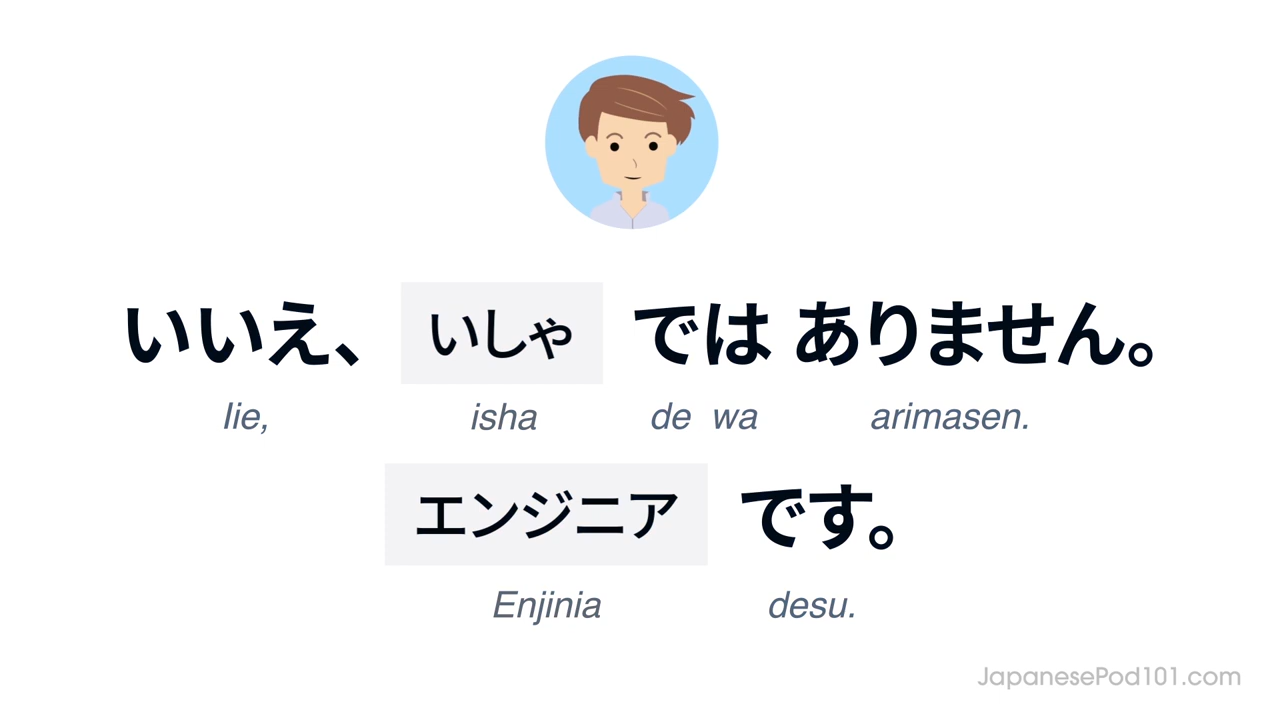 いいえ、 いしゃ では ありません。
Iie, isha de wa arimasen.
エンジニア です。
Enjinia desu.
JapanesePod101.com